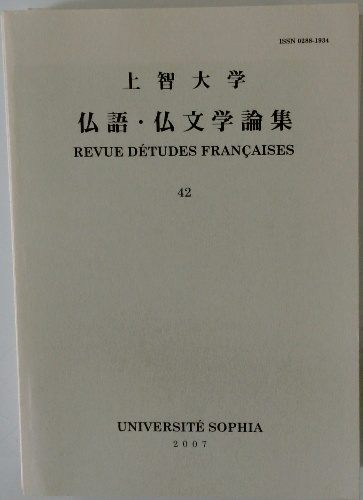 ISSN 0288-1934
上智大学
仏語・仏文学論集
REVUE DÉTUDES FRANÇAISES
42
UNIVERSITÉ SOPHIA
2007